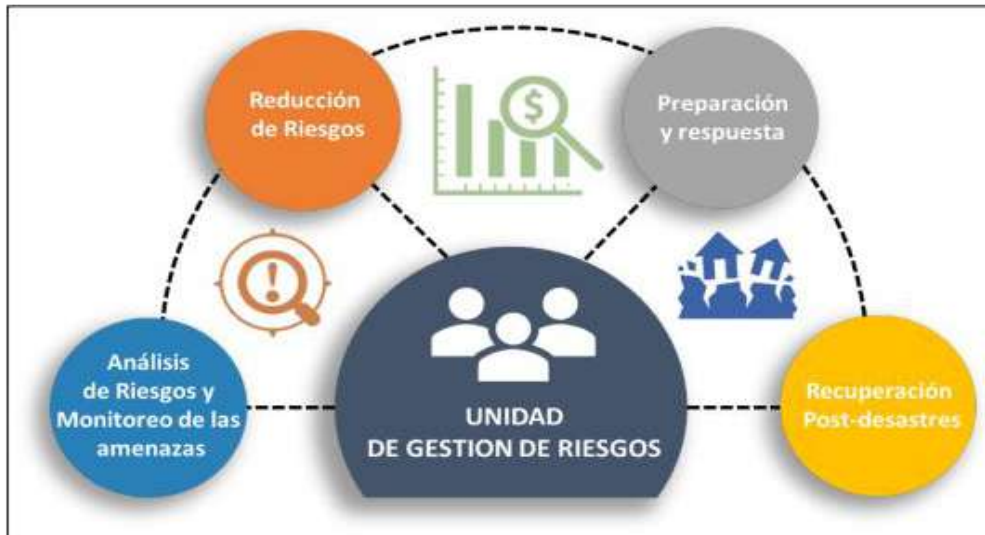 Reducción
de Riesgos
$
Preparación
y respuesta
!
Análisis
de Riesgos y
Monitoreo de las
amenazas
UNIDAD
DE GESTION DE RIESGOS
Recuperación
Post-desastres